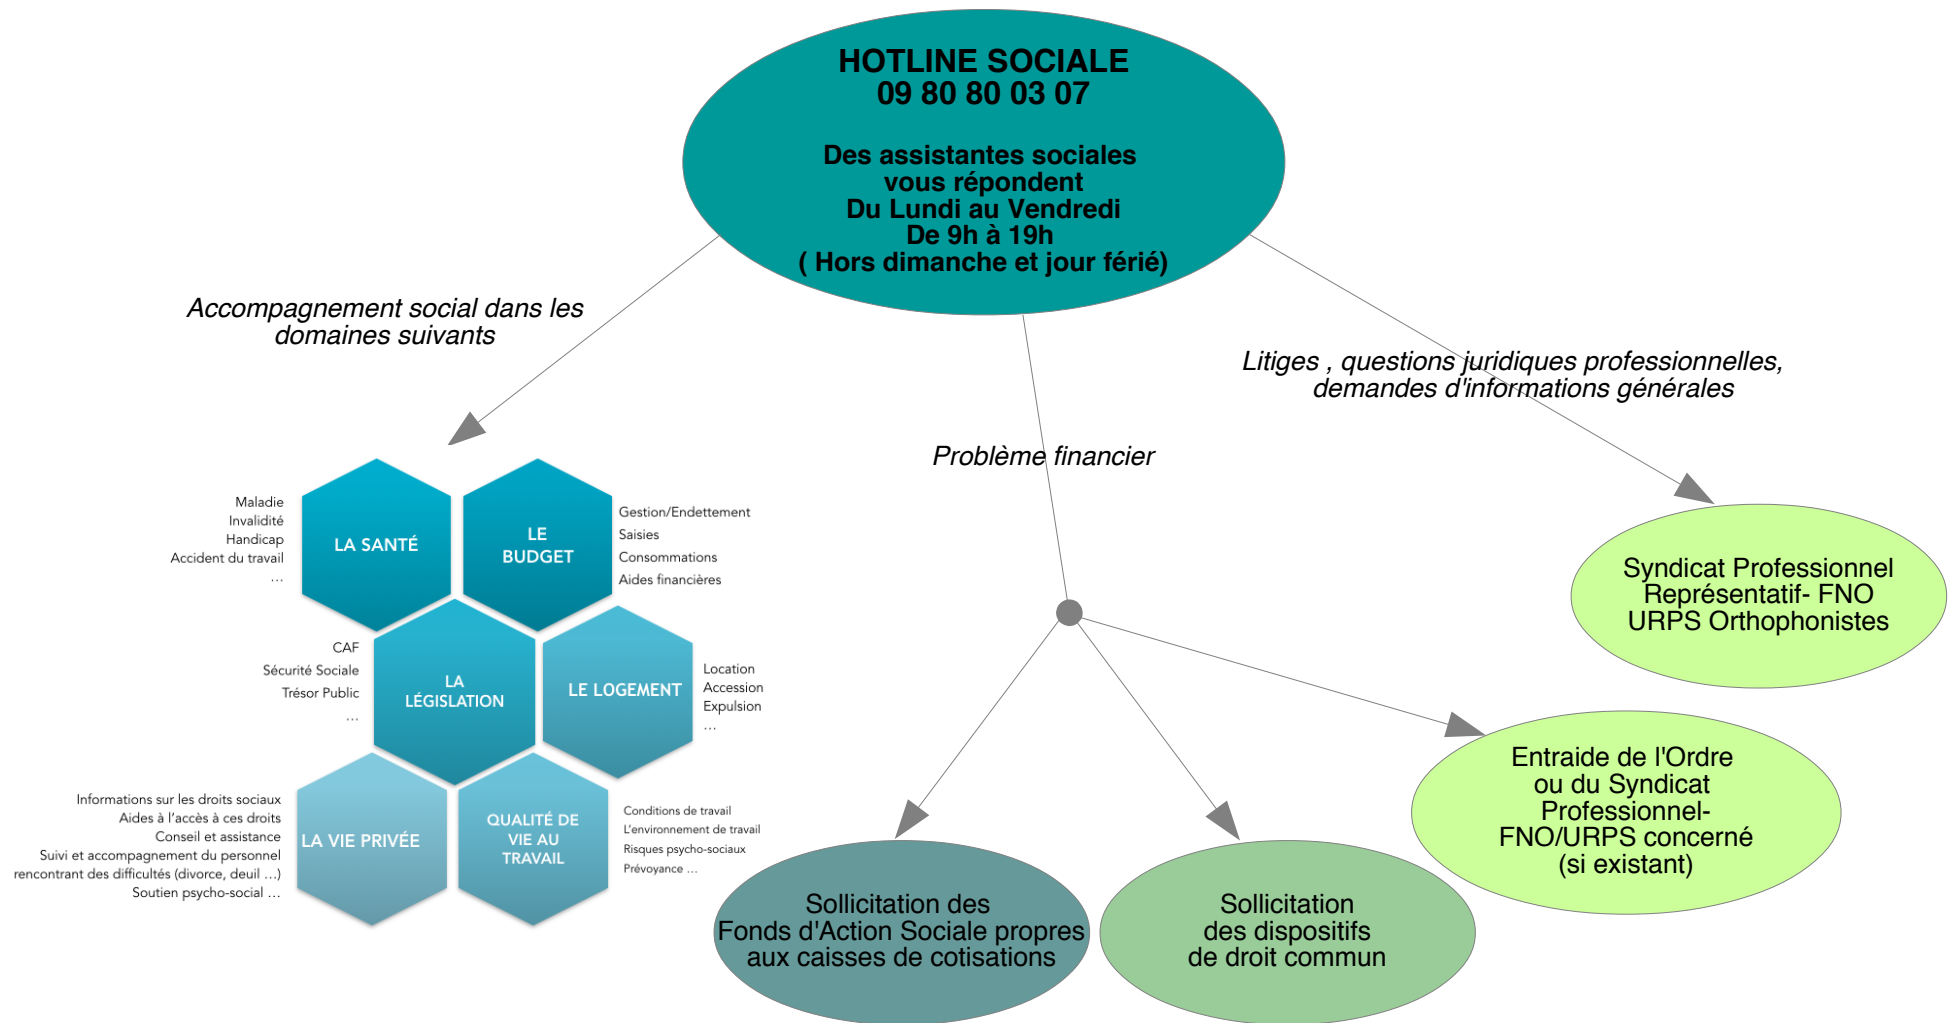 HOTLINE SOCIALE
09 80 80 03 07
Des assistantes sociales
vous répondent
Du Lundi au Vendredi
De 9h à 19h
( Hors dimanche et jour férié)
Accompagnement social dans les
domaines suivants
Litiges , questions juridiques professionnelles,
demandes d'informations générales
Problème financier
Maladie
Invalidité
Handicap
Accident du travail
...
LA SANTÉ
LE
BUDGET
Gestion/Endettement
Saisies
Consommations
Aides financières
CAF
Sécurité Sociale
Trésor Public
...
LA
LÉGISLATION
LE LOGEMENT
Location
Accession
Expulsion
...
Informations sur les droits sociaux
Aides à l'accès à ces droits
Conseil et assistance
Suivi et accompagnement du personnel
rencontrant des difficultés (divorce, deuil ...)
Soutien psycho-social ...
LA VIE PRIVÉE
QUALITÉ DE
VIE AU
TRAVAIL
Conditions de travail
L'environnement de travail
Risques psycho-sociaux
Prévoyance ...
Syndicat Professionnel
Représentatif- FNO
URPS Orthophonistes
Entraide de l'Ordre
ou du Syndicat
Professionnel-
FNO/URPS concerné
(si existant)
Sollicitation des
Fonds d'Action Sociale propres
aux caisses de cotisations
Sollicitation
des dispositifs
de droit commun